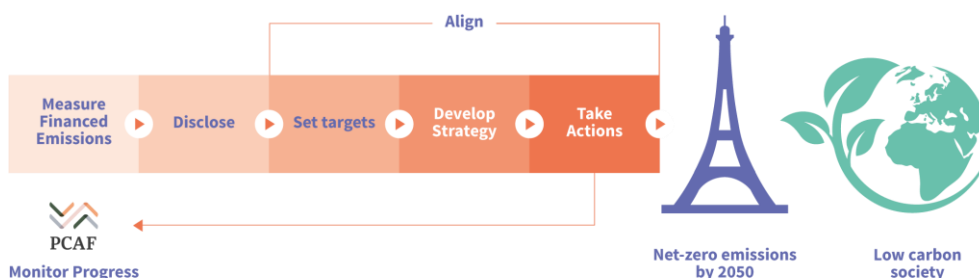 Align
Measure
Financed
Emissions
Disclose
Set targets
Develop
Strategy
Take
Actions
PCAF
Monitor Progress
Net-zero emissions
by 2050
Low carbon
society